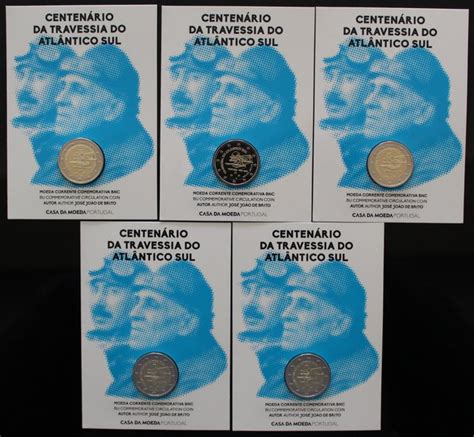 CENTENÁRIO
DA TRAVESSIA DO
ATLÂNTICO SUL
MOEDA CORRENTE COMEMORATIVA BNC
EU COMMEMORATIVE CIRCULATION COIN
AUTOR AUTHOR JOSÉ JOÃO DE BRITO
CASA DA MOEDA PORTUGAL
CENTENÁRIO
DA TRAVESSIA DO
ATLÂNTICO SUL
MOEDA CORRENTE COMEMORATIVA BNC
EU COMMEMORATIVE CIRCULATION COIN
AUTOR AUTHOR JOSÉ JOÃO DE BRITO
CASA DA MOEDA PORTUGAL
CENTENÁRIO
DA TRAVESSIA DO
ATLÂNTICO SUL
MOEDA CORRENTE COMEMORATIVA BNC
EU COMMEMORATIVE CIRCULATION COIN
AUTOR AUTHOR JOSÉ JOÃO DE BRITO
CASA DA MOEDA PORTUGAL
CENTENÁRIO
DA TRAVESSIA DO
ATLÂNTICO SUL
MOEDA CORRENTE COMEMORATIVA BNC
EU COMMEMORATIVE CIRCULATION COIN
AUTOR AUTHOR JOSÉ JOÃO DE BRITO
CASA DA MOEDA PORTUGAL
CENTENÁRIO
DA TRAVESSIA DO
ATLÂNTICO SUL
MOEDA CORRENTE COMEMORATIVA BNC
EU COMMEMORATIVE CIRCULATION COIN
AUTOR AUTHOR JOSÉ JOÃO DE BRITO
CASA DA MOEDA PORTUGAL